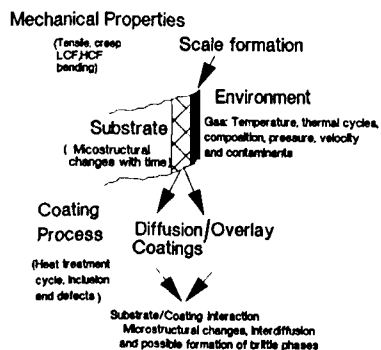 Mechanical Properties
(Tensile, creep
LCF,HCF
bending)
Scale formation
Environment
Gas: Temperature, thermal cycles,
composition, pressure, velocity
and contaminants
Substrate
( Micostructural
changes with time)
Coating
Process
(Heat treatment
cycle, inclusion
and defects)
Diffusion/Overlay
Coatings
Substrate/Coating interaction
Microstructural changes, interdiffusion
and possible formation of brittle phases